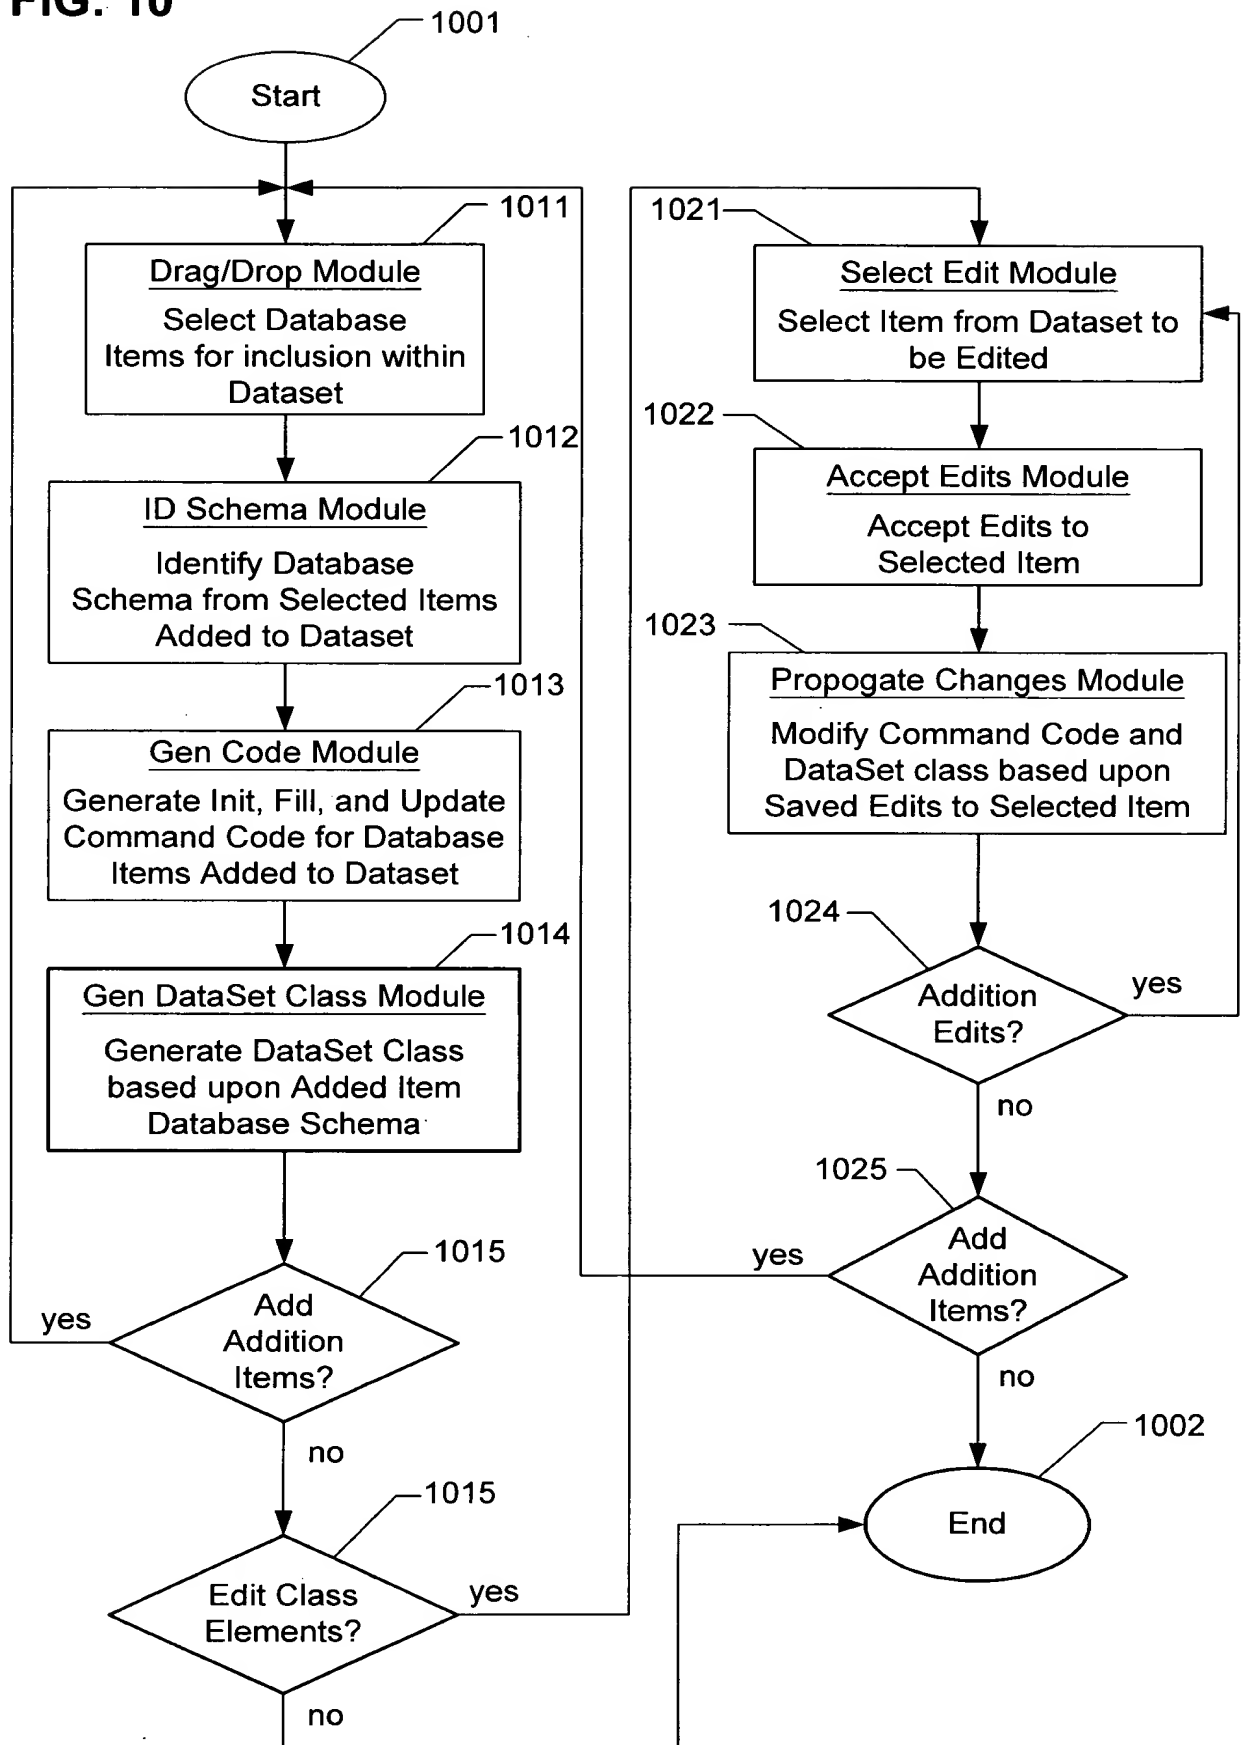 FIG. 10
1001
Start
1011
Drag/Drop Module
Select Database
Items for inclusion within
Dataset
1012
ID Schema Module
Identify Database
Schema from Selected Items
Added to Dataset
1013
Gen Code Module
Generate Init, Fill, and Update
Command Code for Database
Items Added to Dataset
1014
Gen DataSet Class Module
Generate DataSet Class
based upon Added Item
Database Schema
1015
Add
Addition
Items?
yes
no
1015
Edit Class
Elements?
yes
no
1021
Select Edit Module
Select Item from Dataset to
be Edited
1022
Accept Edits Module
Accept Edits to
Selected Item
1023
Propogate Changes Module
Modify Command Code and
DataSet class based upon
Saved Edits to Selected Item
1024
Addition
Edits?
yes
no
1025
Add
Addition
Items?
yes
no
1002
End